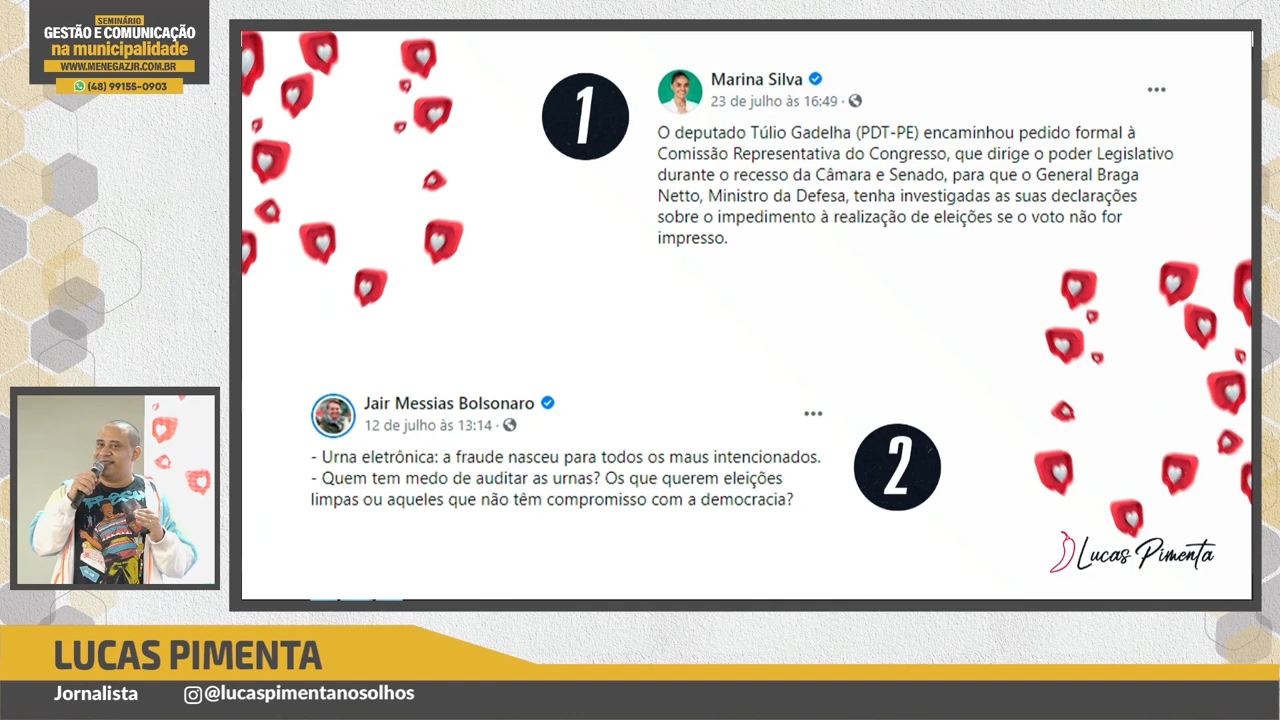 SEMINÁRIO
GESTÃO E COMUNICAÇÃO
na municipalidade
WWW.MENEGAZJR.COM.BR
(48) 99155-0903
1
Marina Silva
23 de julho às 16:49 ·
O deputado Túlio Gadelha (PDT-PE) encaminhou pedido formal à
Comissão Representativa do Congresso, que dirige o poder Legislativo
durante o recesso da Câmara e Senado, para que o General Braga
Netto, Ministro da Defesa, tenha investigadas as suas declarações
sobre o impedimento à realização de eleições se o voto não for
impresso.
Jair Messias Bolsonaro
12 de julho às 13:14 ·
- Urna eletrônica: a fraude nasceu para todos os maus intencionados.
- Quem tem medo de auditar as urnas? Os que querem eleições
limpas ou aqueles que não têm compromisso com a democracia?
2
Lucas Pimenta
LUCAS PIMENTA
Jornalista
@lucaspimentanosolhos